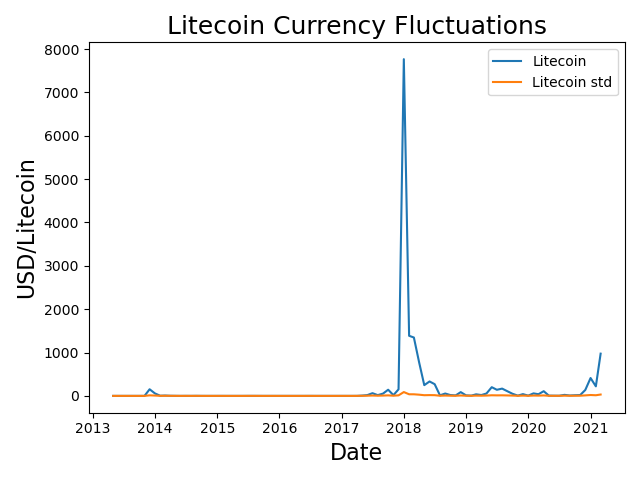 Litecoin Currency Fluctuations
Litecoin
Litecoin std
USD/Litecoin
8000
7000
6000
5000
4000
3000
2000
1000
0
2013 2014 2015 2016 2017 2018 2019 2020 2021
Date